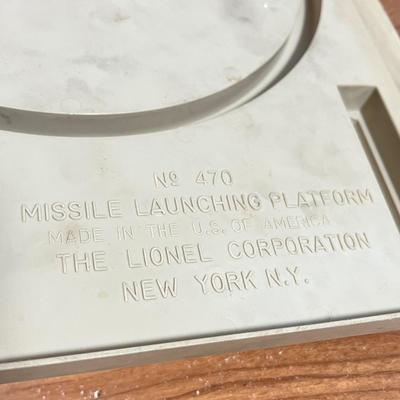 Nº 470
MISSILE LAUNCHING PLATFORM
MADE IN THE U.S. OF AMERICA
THE LIONEL CORPORATION
NEW YORK N.Y.